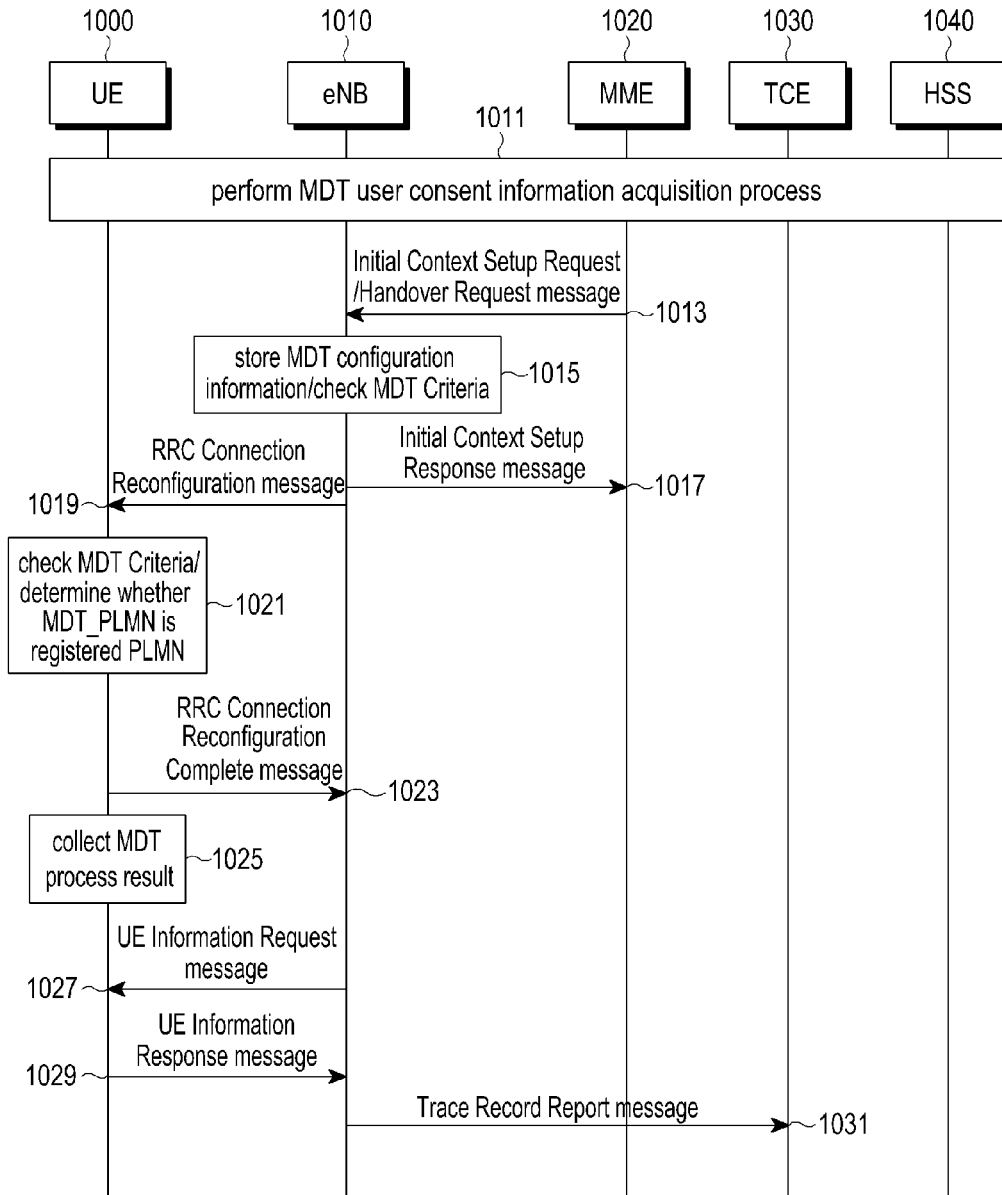 1000
1010
1020
1030
1040
UE
eNB
MME
TCE
HSS
1011
perform MDT user consent information acquisition process
Initial Context Setup Request
/Handover Request message
1013
store MDT configuration
information/check MDT Criteria
1015
RRC Connection
Reconfiguration message
1019
Initial Context Setup
Response message
1017
check MDT Criteria/
determine whether
MDT_PLMN is
registered PLMN
1021
RRC Connection
Reconfiguration
Complete message
1023
collect MDT
process result
1025
UE Information Request
message
1027
UE Information
Response message
1029
Trace Record Report message
1031